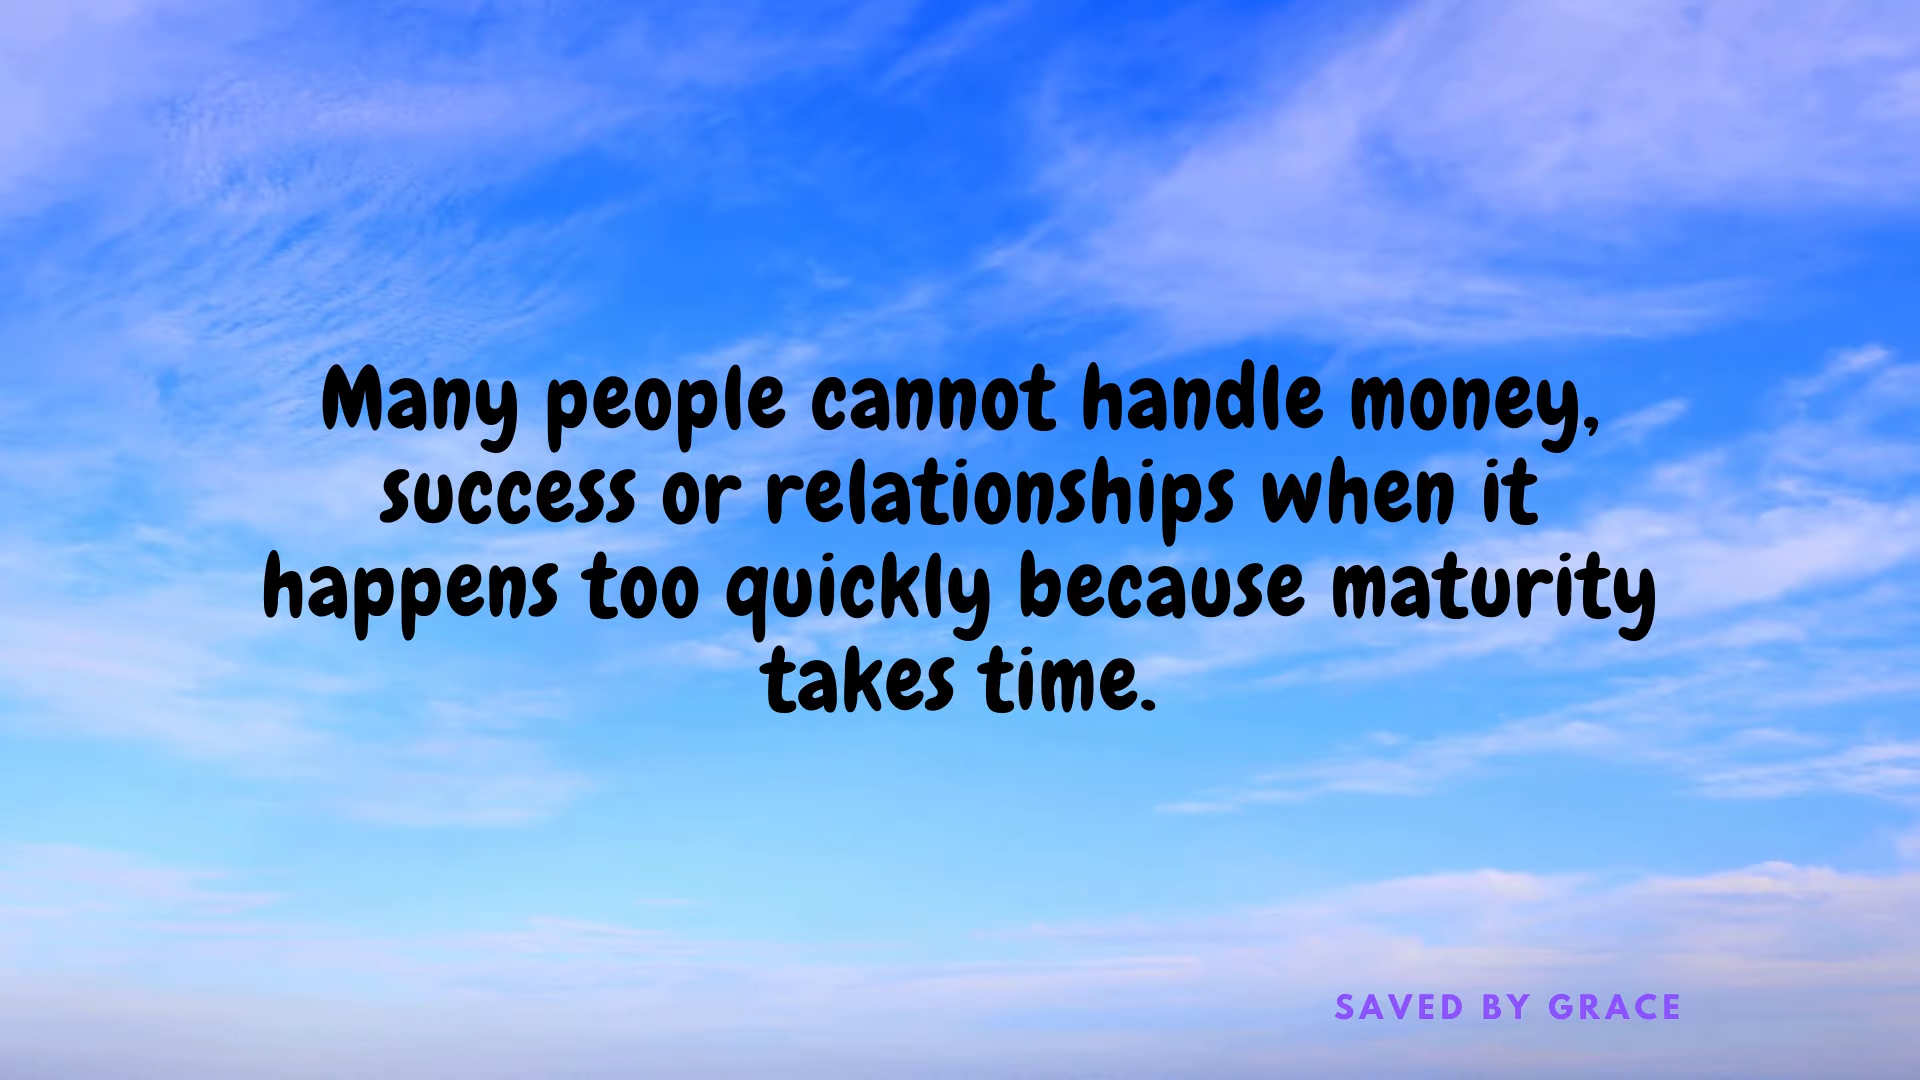 Many people cannot handle money,
success or relationships when it
happens too quickly because maturity
takes time.
SAVED BY GRACE